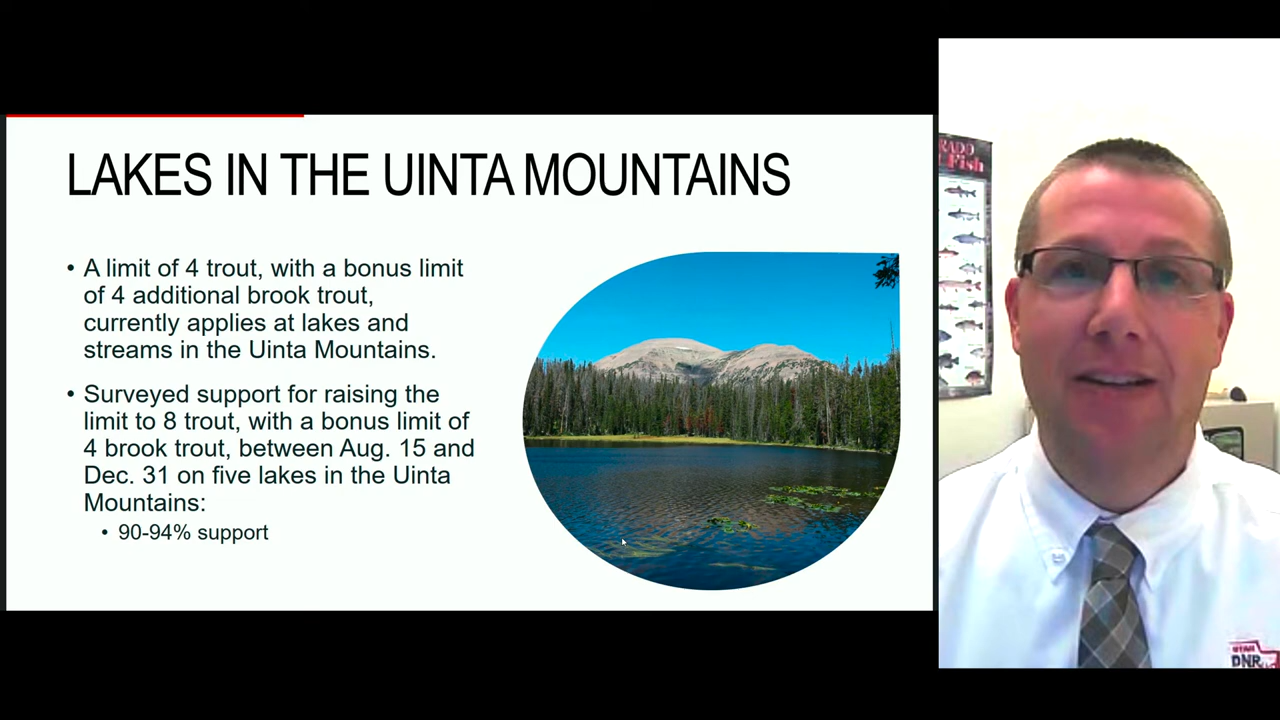 LAKES IN THE UINTA MOUNTAINS
• A limit of 4 trout, with a bonus limit
of 4 additional brook trout,
currently applies at lakes and
streams in the Uinta Mountains.
• Surveyed support for raising the
limit to 8 trout, with a bonus limit of
4 brook trout, between Aug. 15 and
Dec. 31 on five lakes in the Uinta
Mountains:
• 90-94% support
RADO
Fish
UTAH
DNR